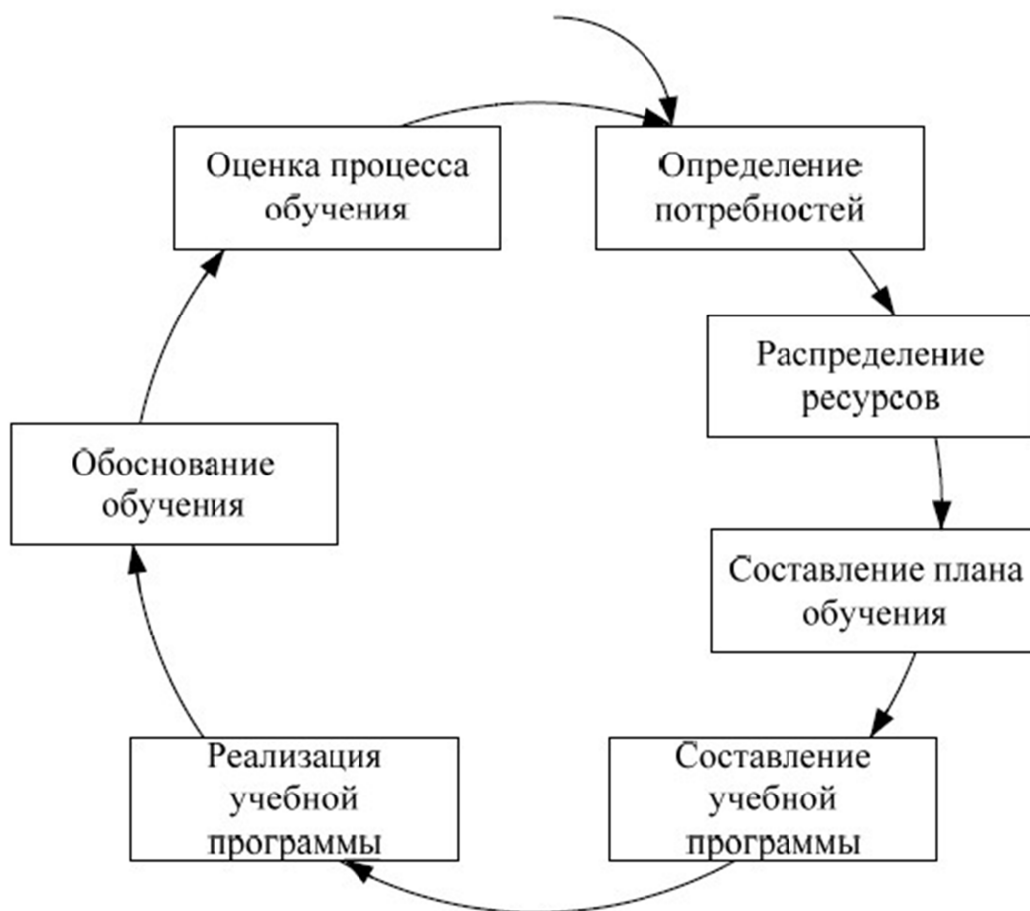 Оценка процесса
обучения
Определение
потребностей
Распределение
ресурсов
Обоснование
обучения
Составление плана
обучения
Реализация
учебной
программы
Составление
учебной
программы